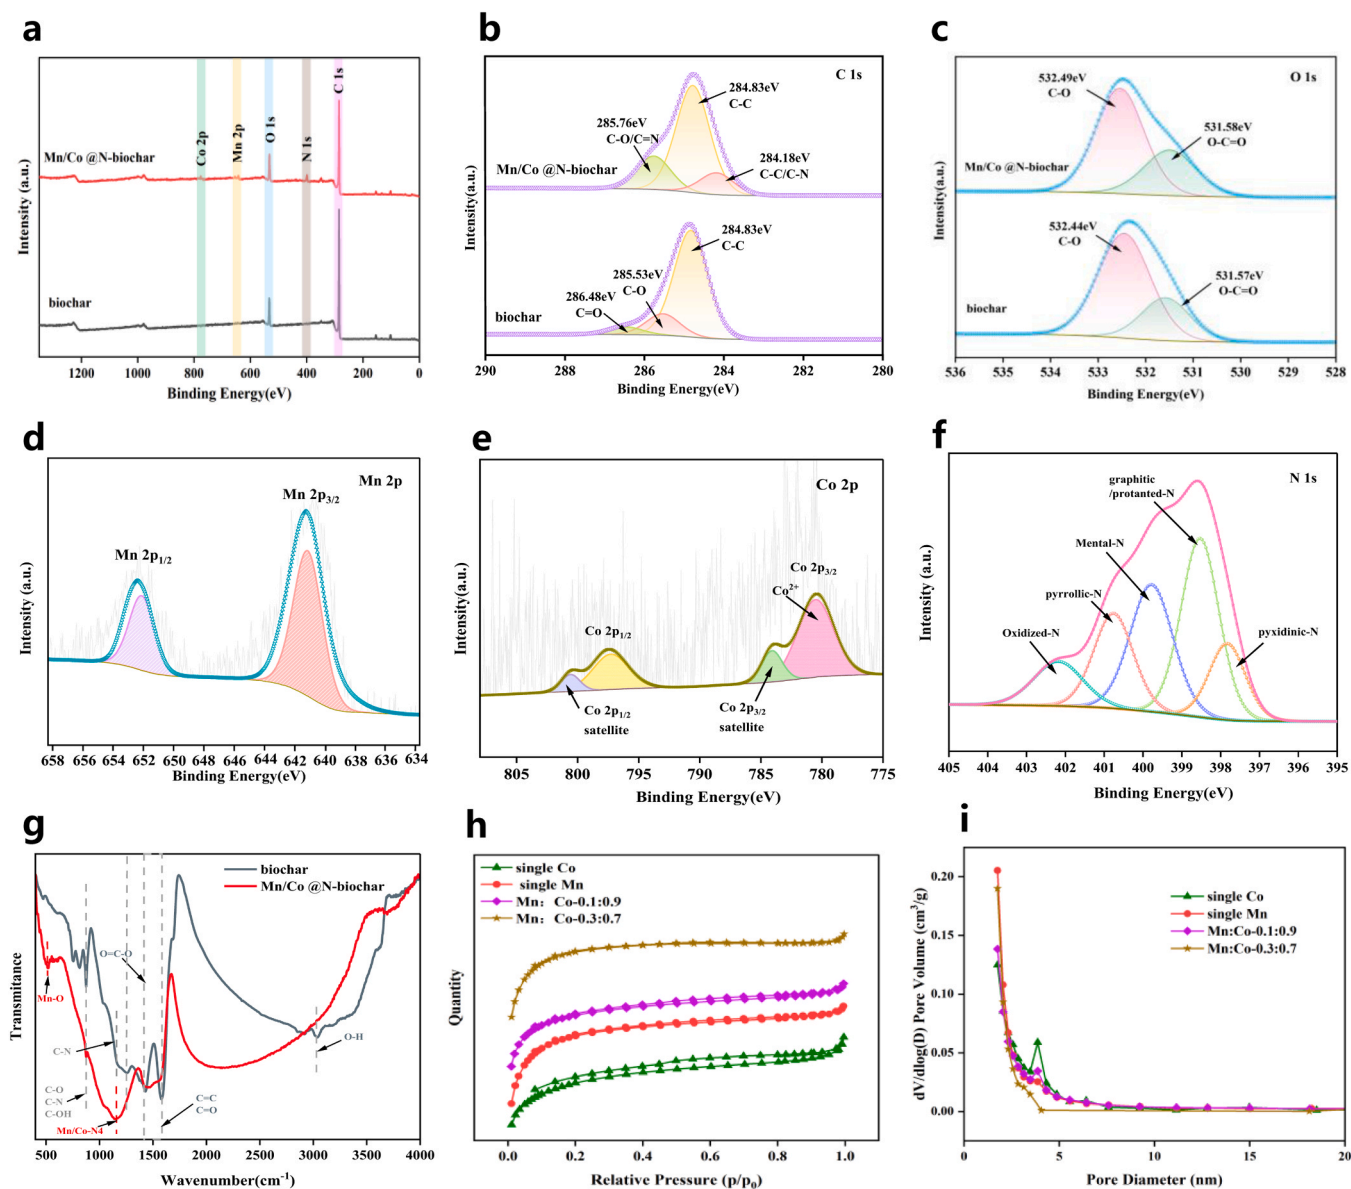 a
Intensity(a.u.)
Co 2p
Mn 2p
O 1s
N 1s
C 1s
Mn/Co @N-biochar
biochar
1200 1000 800 600 400 200 0
Binding Energy(eV)
b
Intensity(a.u.)
C 1s
284.83eV
C-C
285.76eV
C-O/C=N
284.18eV
C-C/C-N
Mn/Co @N-biochar
284.83eV
C-C
285.53eV
C-O
286.48eV
C=O
biochar
290 288 286 284 282 280
Binding Energy(eV)
c
Intensity(a.u.)
O 1s
532.49eV
C-O
531.58eV
O-C=O
Mn/Co @N-biochar
532.44eV
C-O
531.57eV
O-C=O
biochar
536 535 534 533 532 531 530 529 528
Binding Energy(eV)
d
Intensity (a.u.)
Mn 2p
Mn 2p3/2
Mn 2p1/2
658 656 654 652 650 648 646 644 642 640 638 636 634
Binding Energy(eV)
e
Intensity(a.u.)
Co 2p
Co 2p3/2
Co2+
Co 2p1/2
Co 2p1/2
satellite
Co 2p3/2
satellite
805 800 795 790 785 780 775
Binding Energy(eV)
f
Intensity (a.u.)
N 1s
graphitic
/protanted-N
Mental-N
pyrrollic-N
Oxidized-N
pyxidinic-N
405 404 403 402 401 400 399 398 397 396 395
Binding Energy(eV)
g
Transmitance
biochar
Mn/Co @N-biochar
O=C-O
Mn-O
C-N
O-H
C-O
C-N
C-OH
C=C
C=O
Mn/Co-N4
500 1000 1500 2000 2500 3000 3500 4000
Wavenumber(cm-1)
h
Quantity
single Co
single Mn
Mn: Co-0.1:0.9
Mn: Co-0.3:0.7
0.0 0.2 0.4 0.6 0.8 1.0
Relative Pressure (p/p0)
i
dV/dlog(D) Pore Volume (cm3/g)
single Co
single Mn
Mn:Co-0.1:0.9
Mn:Co-0.3:0.7
0.20
0.15
0.10
0.05
0.00
0 5 10 15 20
Pore Diameter (nm)